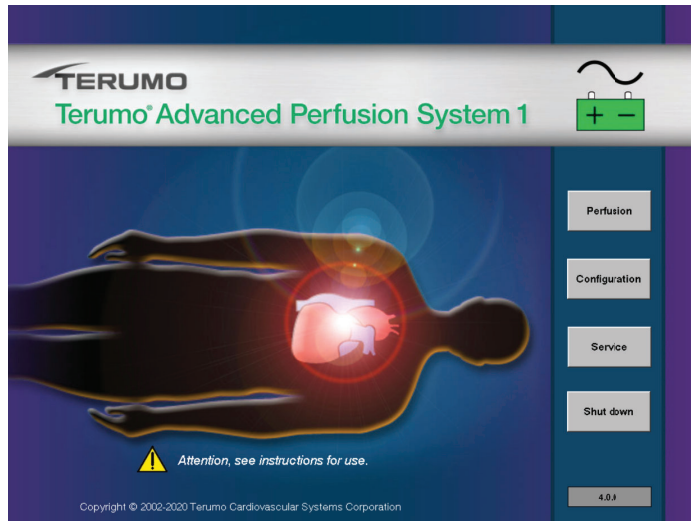 TERUMO
Terumo® Advanced Perfusion System 1
Perfusion
Configuration
Service
Shut down
Attention, see instructions for use.
Copyright © 2002-2020 Terumo Cardiovascular Systems Corporation